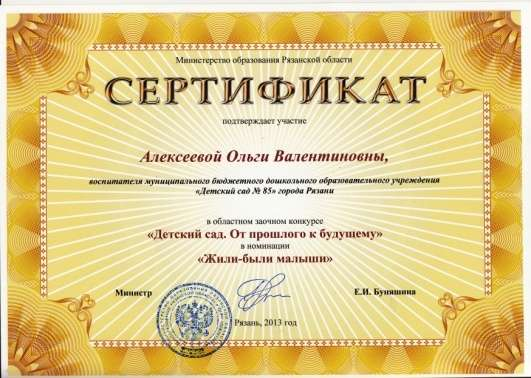 Министерство образования Рязанской области
СЕРТИФИКАТ
подтверждает участие
Алексеевой Ольги Валентиновны,
воспитателя муниципального бюджетного дошкольного образовательного учреждения
«Детский сад № 85» города Рязани
в областном заочном конкурсе
«Детский сад. От прошлого к будущему»
в номинации
«Жили-были малыши»
Министр Е.И. Буняшина
Рязань, 2013 год